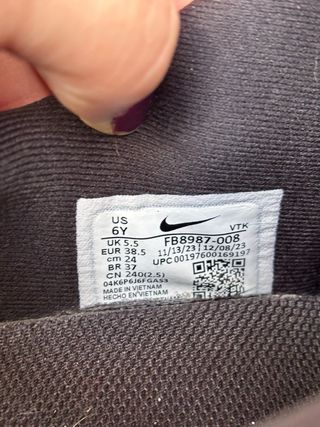 US
6Y
UK 5.5
EUR 38.5
cm 24
BR 37
CN 240(2.5)
VTK
FB8987-008
11/13/23 12/08/23
UPC 00197600169197
04K6P6J6FGAS3
MADE IN VIETNAM
HECHO EN VIETNAM